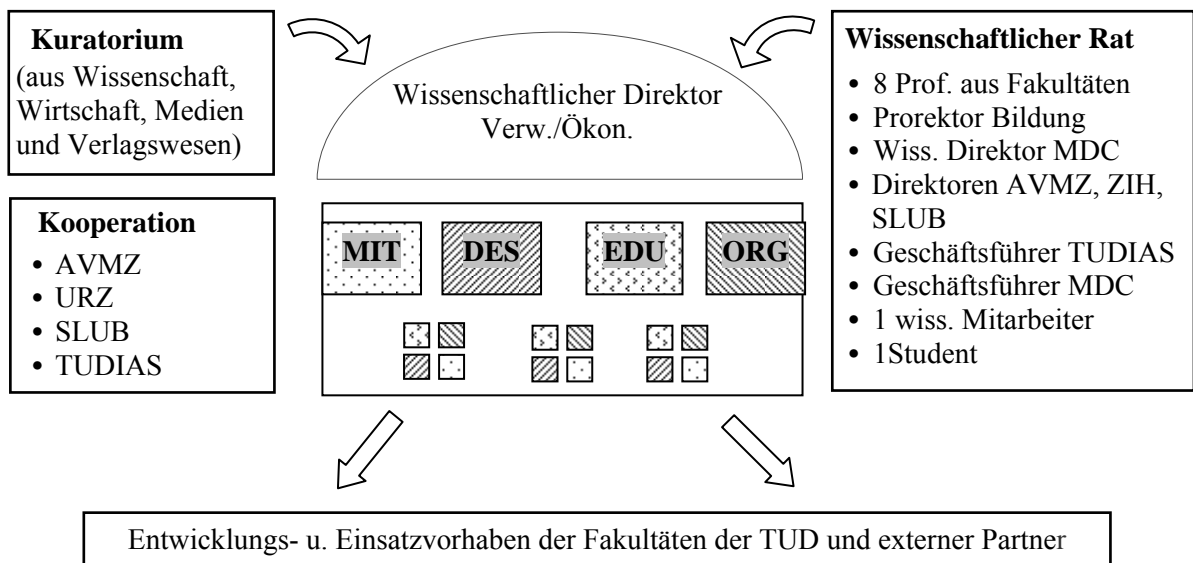 Kuratorium
(aus Wissenschaft,
Wirtschaft, Medien
und Verlagswesen)
Kooperation
• AVMZ
• URZ
• SLUB
• TUDIAS
Wissenschaftlicher Direktor
Verw./Ökon.
MIT DES EDU ORG
Wissenschaftlicher Rat
• 8 Prof. aus Fakultäten
• Prorektor Bildung
• Wiss. Direktor MDC
• Direktoren AVMZ, ZIH,
SLUB
• Geschäftsführer TUDIAS
• Geschäftsführer MDC
• 1 wiss. Mitarbeiter
• 1Student
Entwicklungs- u. Einsatzvorhaben der Fakultäten der TUD und externer Partner